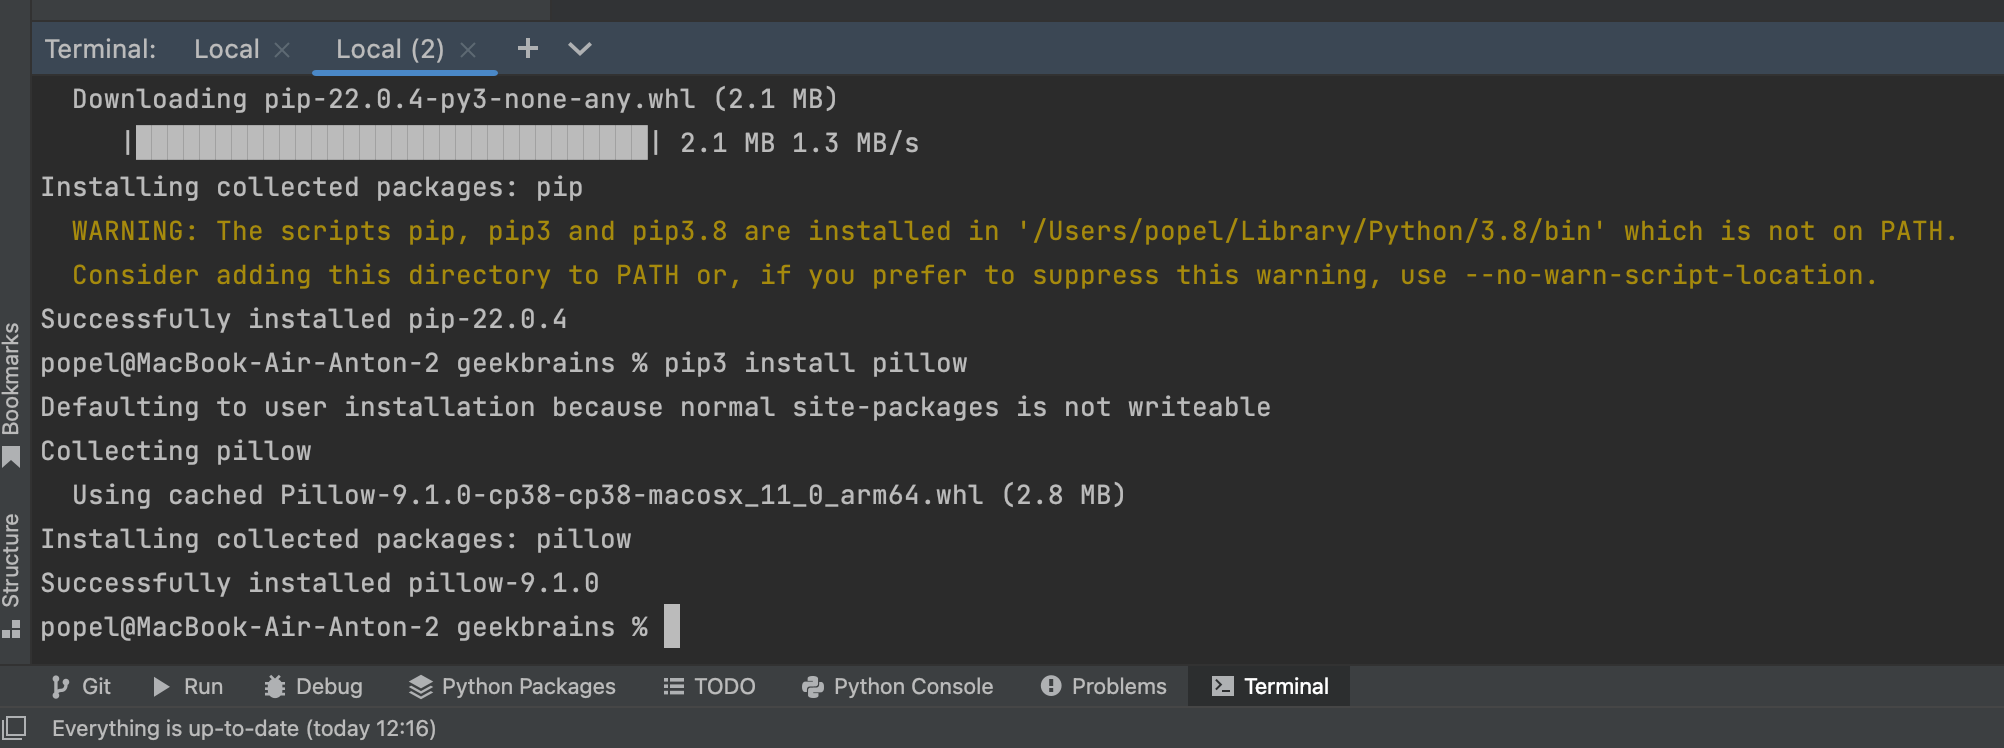 Terminal: Local Local (2)
Downloading pip-22.0.4-py3-none-any.whl (2.1 MB)
|████████████████████████████████| 2.1 MB 1.3 MB/s
Installing collected packages: pip
WARNING: The scripts pip, pip3 and pip3.8 are installed in '/Users/popel/Library/Python/3.8/bin' which is not on PATH.
Consider adding this directory to PATH or, if you prefer to suppress this warning, use --no-warn-script-location.
Successfully installed pip-22.0.4
popel@MacBook-Air-Anton-2 geekbrains % pip3 install pillow
Defaulting to user installation because normal site-packages is not writeable
Collecting pillow
Using cached Pillow-9.1.0-cp38-cp38-macosx_11_0_arm64.whl (2.8 MB)
Installing collected packages: pillow
Successfully installed pillow-9.1.0
popel@MacBook-Air-Anton-2 geekbrains %
Bookmarks
Structure
Git Run Debug Python Packages TODO Python Console Problems Terminal
Everything is up-to-date (today 12:16)